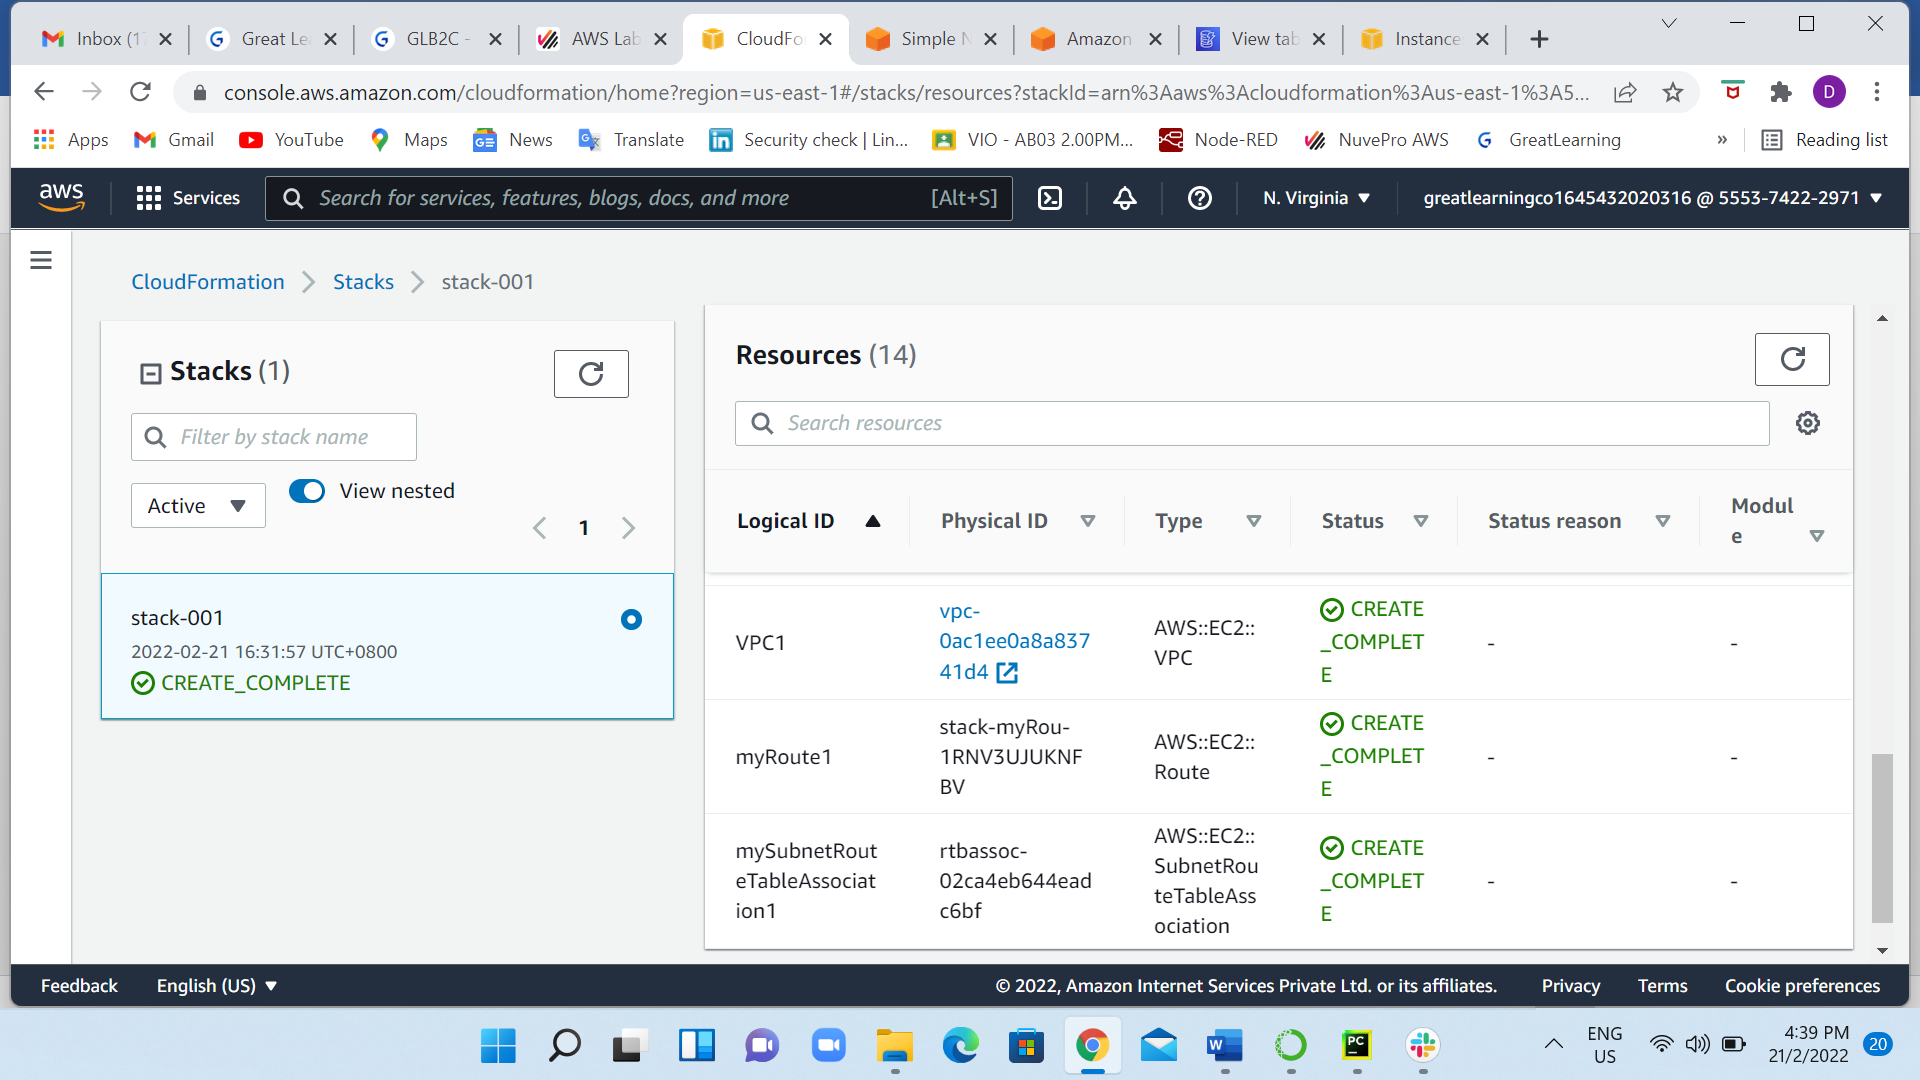 Inbox (17
Great Le
GLB2C -
AWS Lab
CloudFo
Simple N
Amazon
View tab
Instance
console.aws.amazon.com/cloudformation/home?region=us-east-1#/stacks/resources?stackId=arn%3Aaws%3Acloudformation%3Aus-east-1%3A5...
D
Apps
Gmail
YouTube
Maps
News
Translate
Security check | Lin...
VIO - AB03 2.00PM...
Node-RED
NuvePro AWS
GreatLearning
»
Reading list
aws
Services
Search for services, features, blogs, docs, and more
[Alt+S]
N. Virginia
greatlearningco1645432020316 @ 5553-7422-2971
CloudFormation
Stacks
stack-001
Stacks (1)
Filter by stack name
Active
View nested
1
stack-001
2022-02-21 16:31:57 UTC+0800
CREATE_COMPLETE
Resources (14)
Search resources
Logical ID
Physical ID
Type
Status
Status reason
Modul
e
VPC1
vpc-
0ac1ee0a8a837
41d4
AWS::EC2::
VPC
CREATE
_COMPLET
E
-
-
myRoute1
stack-myRou-
1RNV3UJUKNF
BV
AWS::EC2::
Route
CREATE
_COMPLET
E
-
-
mySubnetRout
eTableAssociat
ion1
rtbassoc-
02ca4eb644ead
c6bf
AWS::EC2::
SubnetRou
teTableAss
ociation
CREATE
_COMPLET
E
-
-
Feedback
English (US)
© 2022, Amazon Internet Services Private Ltd. or its affiliates.
Privacy
Terms
Cookie preferences
W
PC
ENG
US
4:39 PM
21/2/2022
20